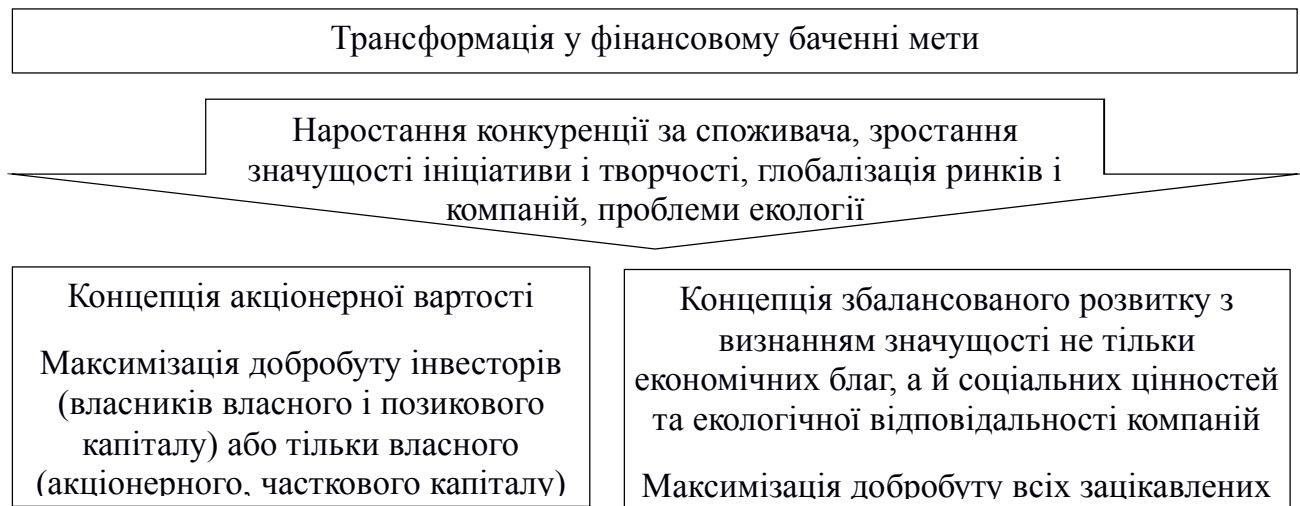 Трансформація у фінансовому баченні мети
Наростання конкуренції за споживача, зростання
значущості ініціативи і творчості, глобалізація ринків і
компаній, проблеми екології
Концепція акціонерної вартості
Максимізація добробуту інвесторів
(власників власного і позикового
капіталу) або тільки власного
(акціонерного, часткового капіталу)
Концепція збалансованого розвитку з
визнанням значущості не тільки
економічних благ, а й соціальних цінностей
та екологічної відповідальності компаній
Максимізація добробуту всіх зацікавлених